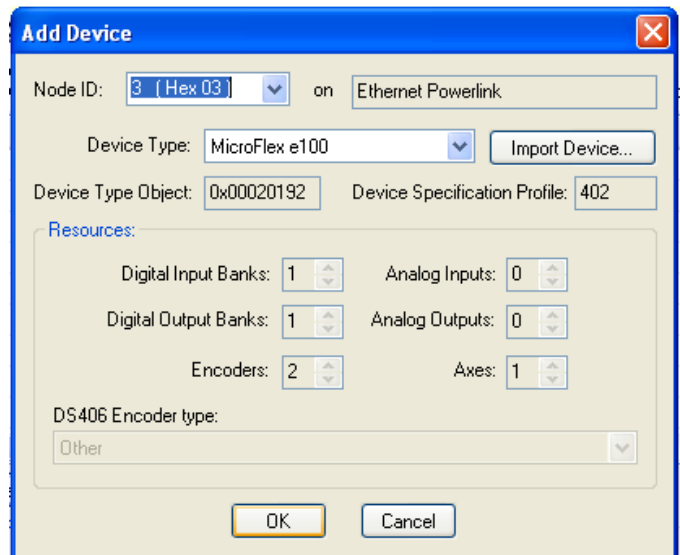 Add Device
Node ID: 3 ( Hex 03 ) on Ethernet Powerlink
Device Type: MicroFlex e100 Import Device...
Device Type Object: 0x00020192 Device Specification Profile: 402
Resources:
Digital Input Banks: 1 Analog Inputs: 0
Digital Output Banks: 1 Analog Outputs: 0
Encoders: 2 Axes: 1
DS406 Encoder type:
Other
OK Cancel